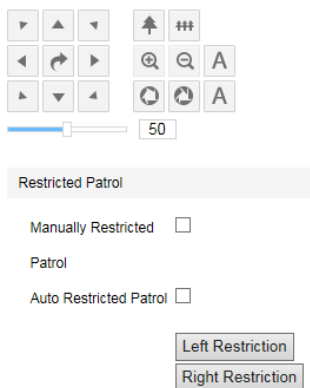 A
A
50
Restricted Patrol
Manually Restricted
Patrol
Auto Restricted Patrol
Left Restriction
Right Restriction